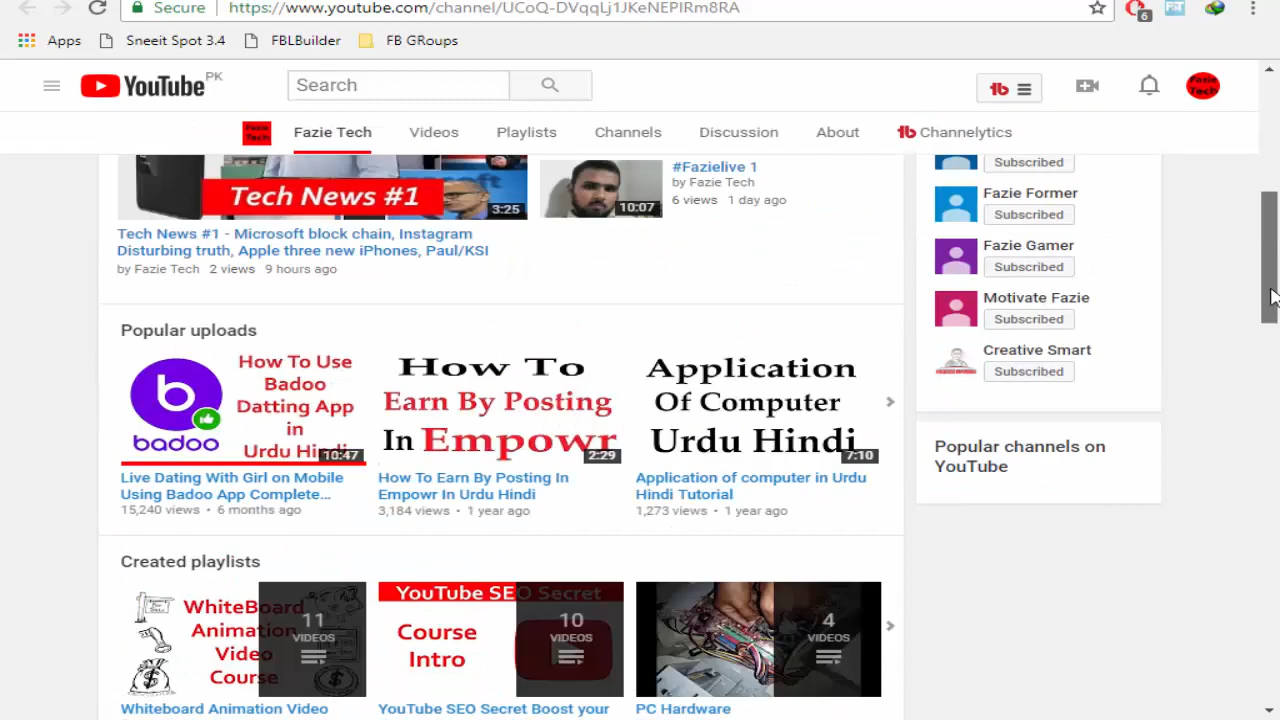 Secure
https://www.youtube.com/channel/UCoQ-DVqqLj1JKeNEPIRm8RA
6
Apps
Sneeit Spot 3.4
FBLBuilder
FB GRoups
YouTube PK
Search
Fazie Tech
Fazie Tech
Fazie Tech
Videos
Playlists
Channels
Discussion
About
Channelytics
Tech News #1
3:25
Tech News #1 - Microsoft block chain, Instagram
Disturbing truth, Apple three new iPhones, Paul/KSI
by Fazie Tech 2 views 9 hours ago
10:07
#Fazielive 1
by Fazie Tech
6 views 1 day ago
Subscribed
Fazie Former
Subscribed
Fazie Gamer
Subscribed
Motivate Fazie
Subscribed
Creative Smart
Subscribed
Popular channels on
YouTube
Popular uploads
badoo
How To Use
Badoo
Datting App
in
Urdu Hindi
10:47
Live Dating With Girl on Mobile
Using Badoo App Complete...
15,240 views • 6 months ago
How To
Earn By Posting
In Empowr
2:29
How To Earn By Posting In
Empowr In Urdu Hindi
3,184 views • 1 year ago
Application
Of Computer
Urdu Hindi
7:10
Application of computer in Urdu
Hindi Tutorial
1,273 views • 1 year ago
Created playlists
WhiteBoard
Animation
Video
Course
11
VIDEOS
Whiteboard Animation Video
YouTube SEO Secret
Course
Intro
10
VIDEOS
YouTube SEO Secret Boost your
4
VIDEOS
PC Hardware